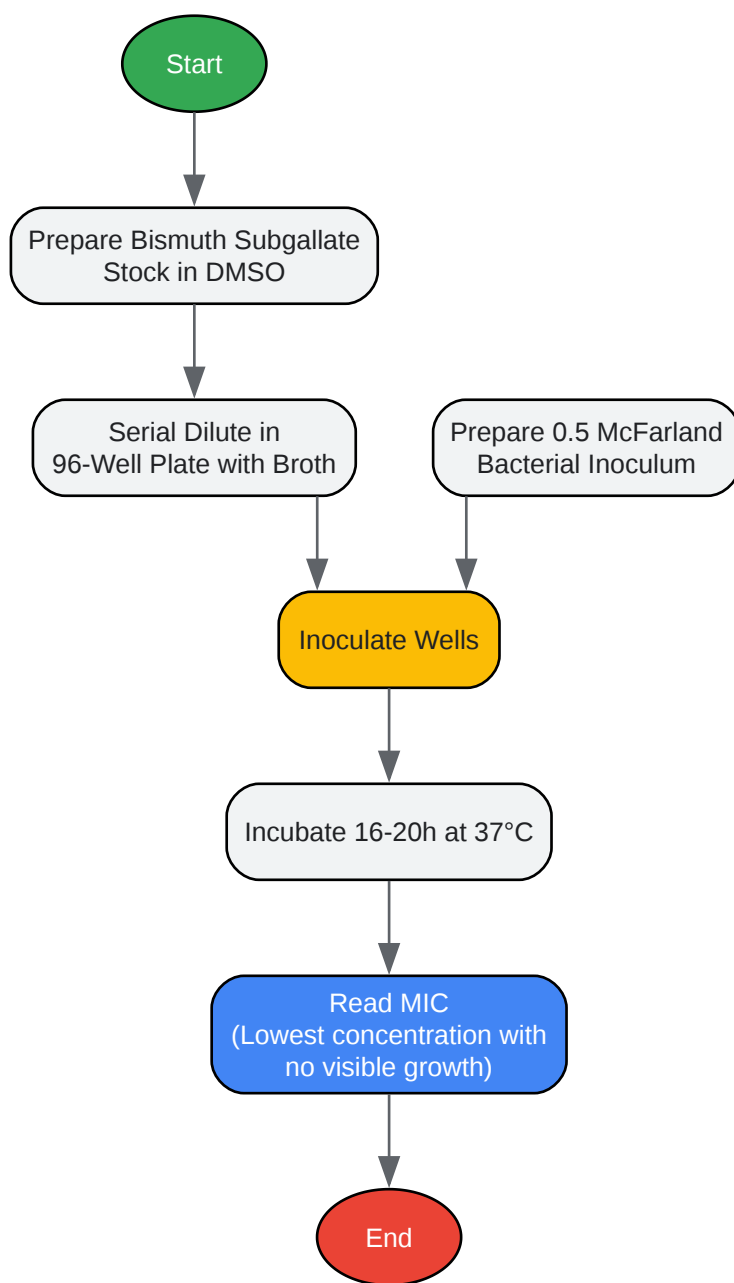 Start
Prepare Bismuth Subgallate
Stock in DMSO
Serial Dilute in
96-Well Plate with Broth
Prepare 0.5 McFarland
Bacterial Inoculum
Inoculate Wells
Incubate 16-20h at 37°C
Read MIC
(Lowest concentration with
no visible growth)
End